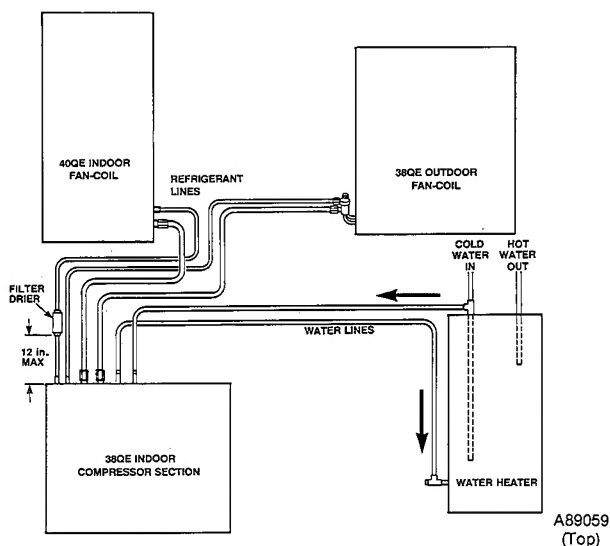 40QE INDOOR
FAN-COIL
REFRIGERANT
LINES
38QE OUTDOOR
FAN-COIL
COLD
WATER
IN
HOT
WATER
OUT
FILTER
DRIER
12 in.
MAX
WATER LINES
38QE INDOOR
COMPRESSOR SECTION
WATER HEATER
A89059
(Top)